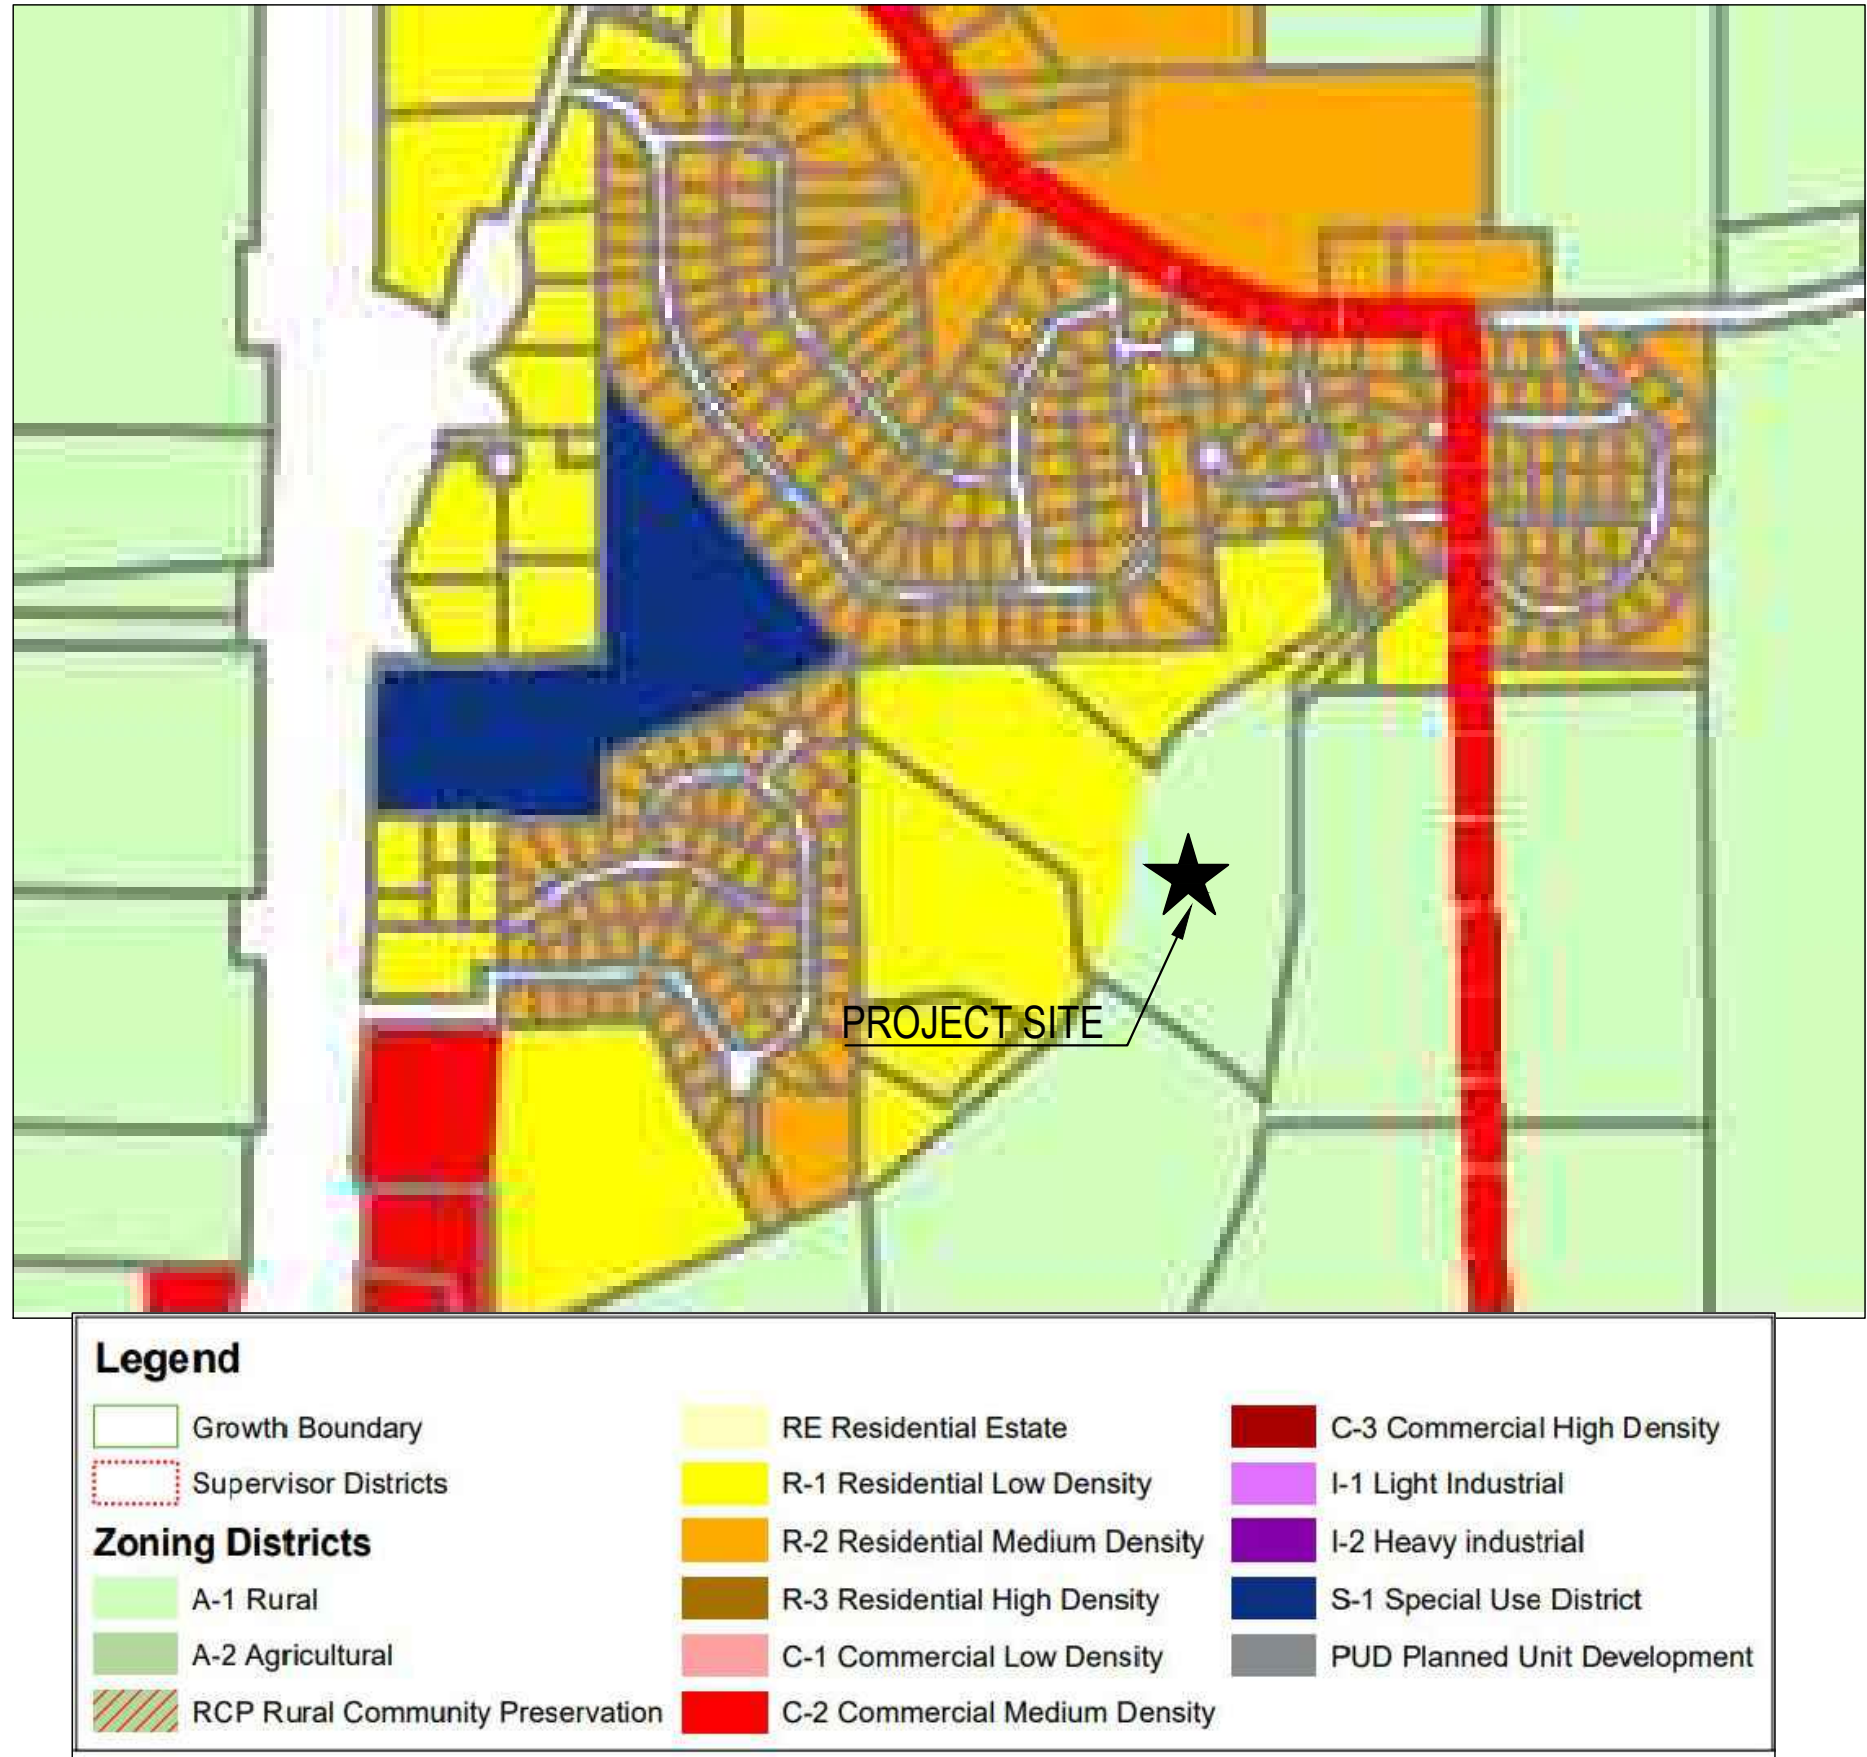 PROJECT SITE
Legend
Growth Boundary
Supervisor Districts
Zoning Districts
A-1 Rural
A-2 Agricultural
RCP Rural Community Preservation
RE Residential Estate
R-1 Residential Low Density
R-2 Residential Medium Density
R-3 Residential High Density
C-1 Commercial Low Density
C-2 Commercial Medium Density
C-3 Commercial High Density
I-1 Light Industrial
I-2 Heavy industrial
S-1 Special Use District
PUD Planned Unit Development